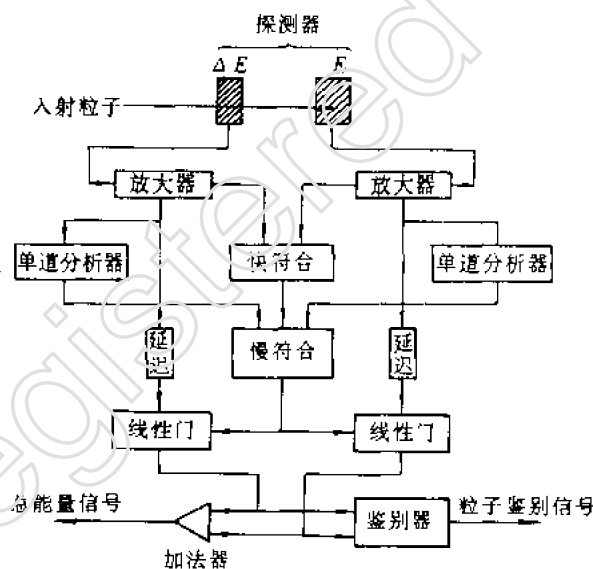 探测器
Δ E
E
入射粒子
放大器
放大器
单道分析器
快符合
单道分析器
延迟
慢符合
延迟
线性门
线性门
总能量信号
加法器
鉴别器
粒子鉴别信号
egistered